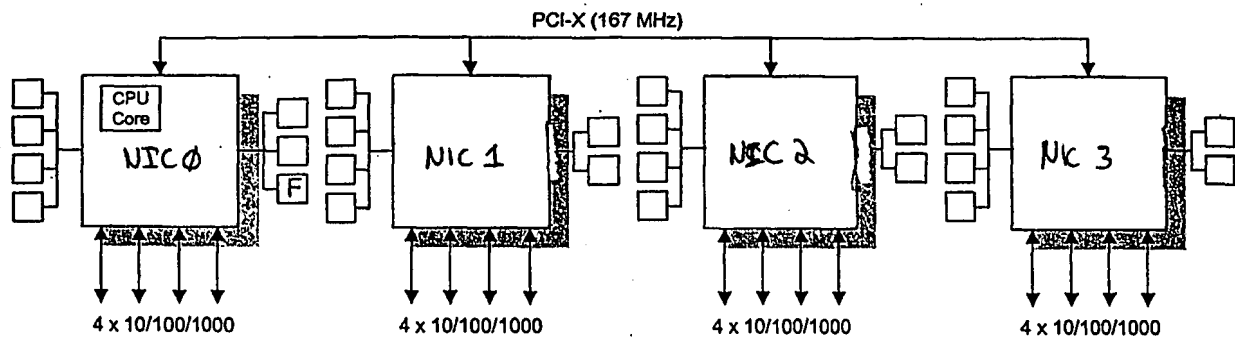 PCI-X (167 MHz)
CPU
Core
NIC0
NIC 1
NIC 2
NIC 3
F
4 x 10/100/1000
4 x 10/100/1000
4 x 10/100/1000
4 x 10/100/1000